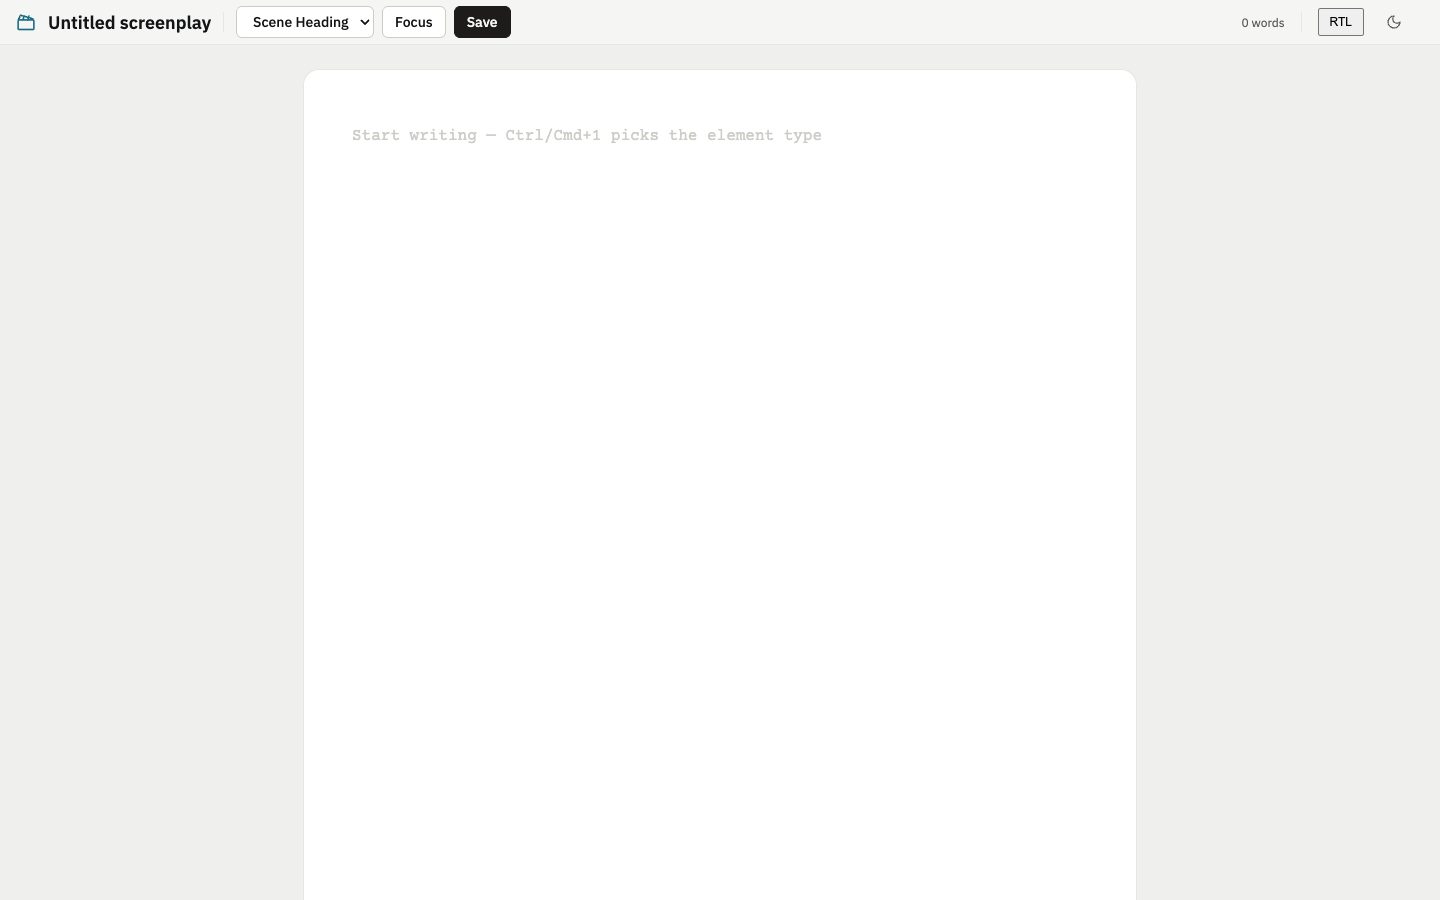 Untitled screenplay
Scene Heading
Focus
Save
0 words
RTL
Start writing — Ctrl/Cmd+1 picks the element type